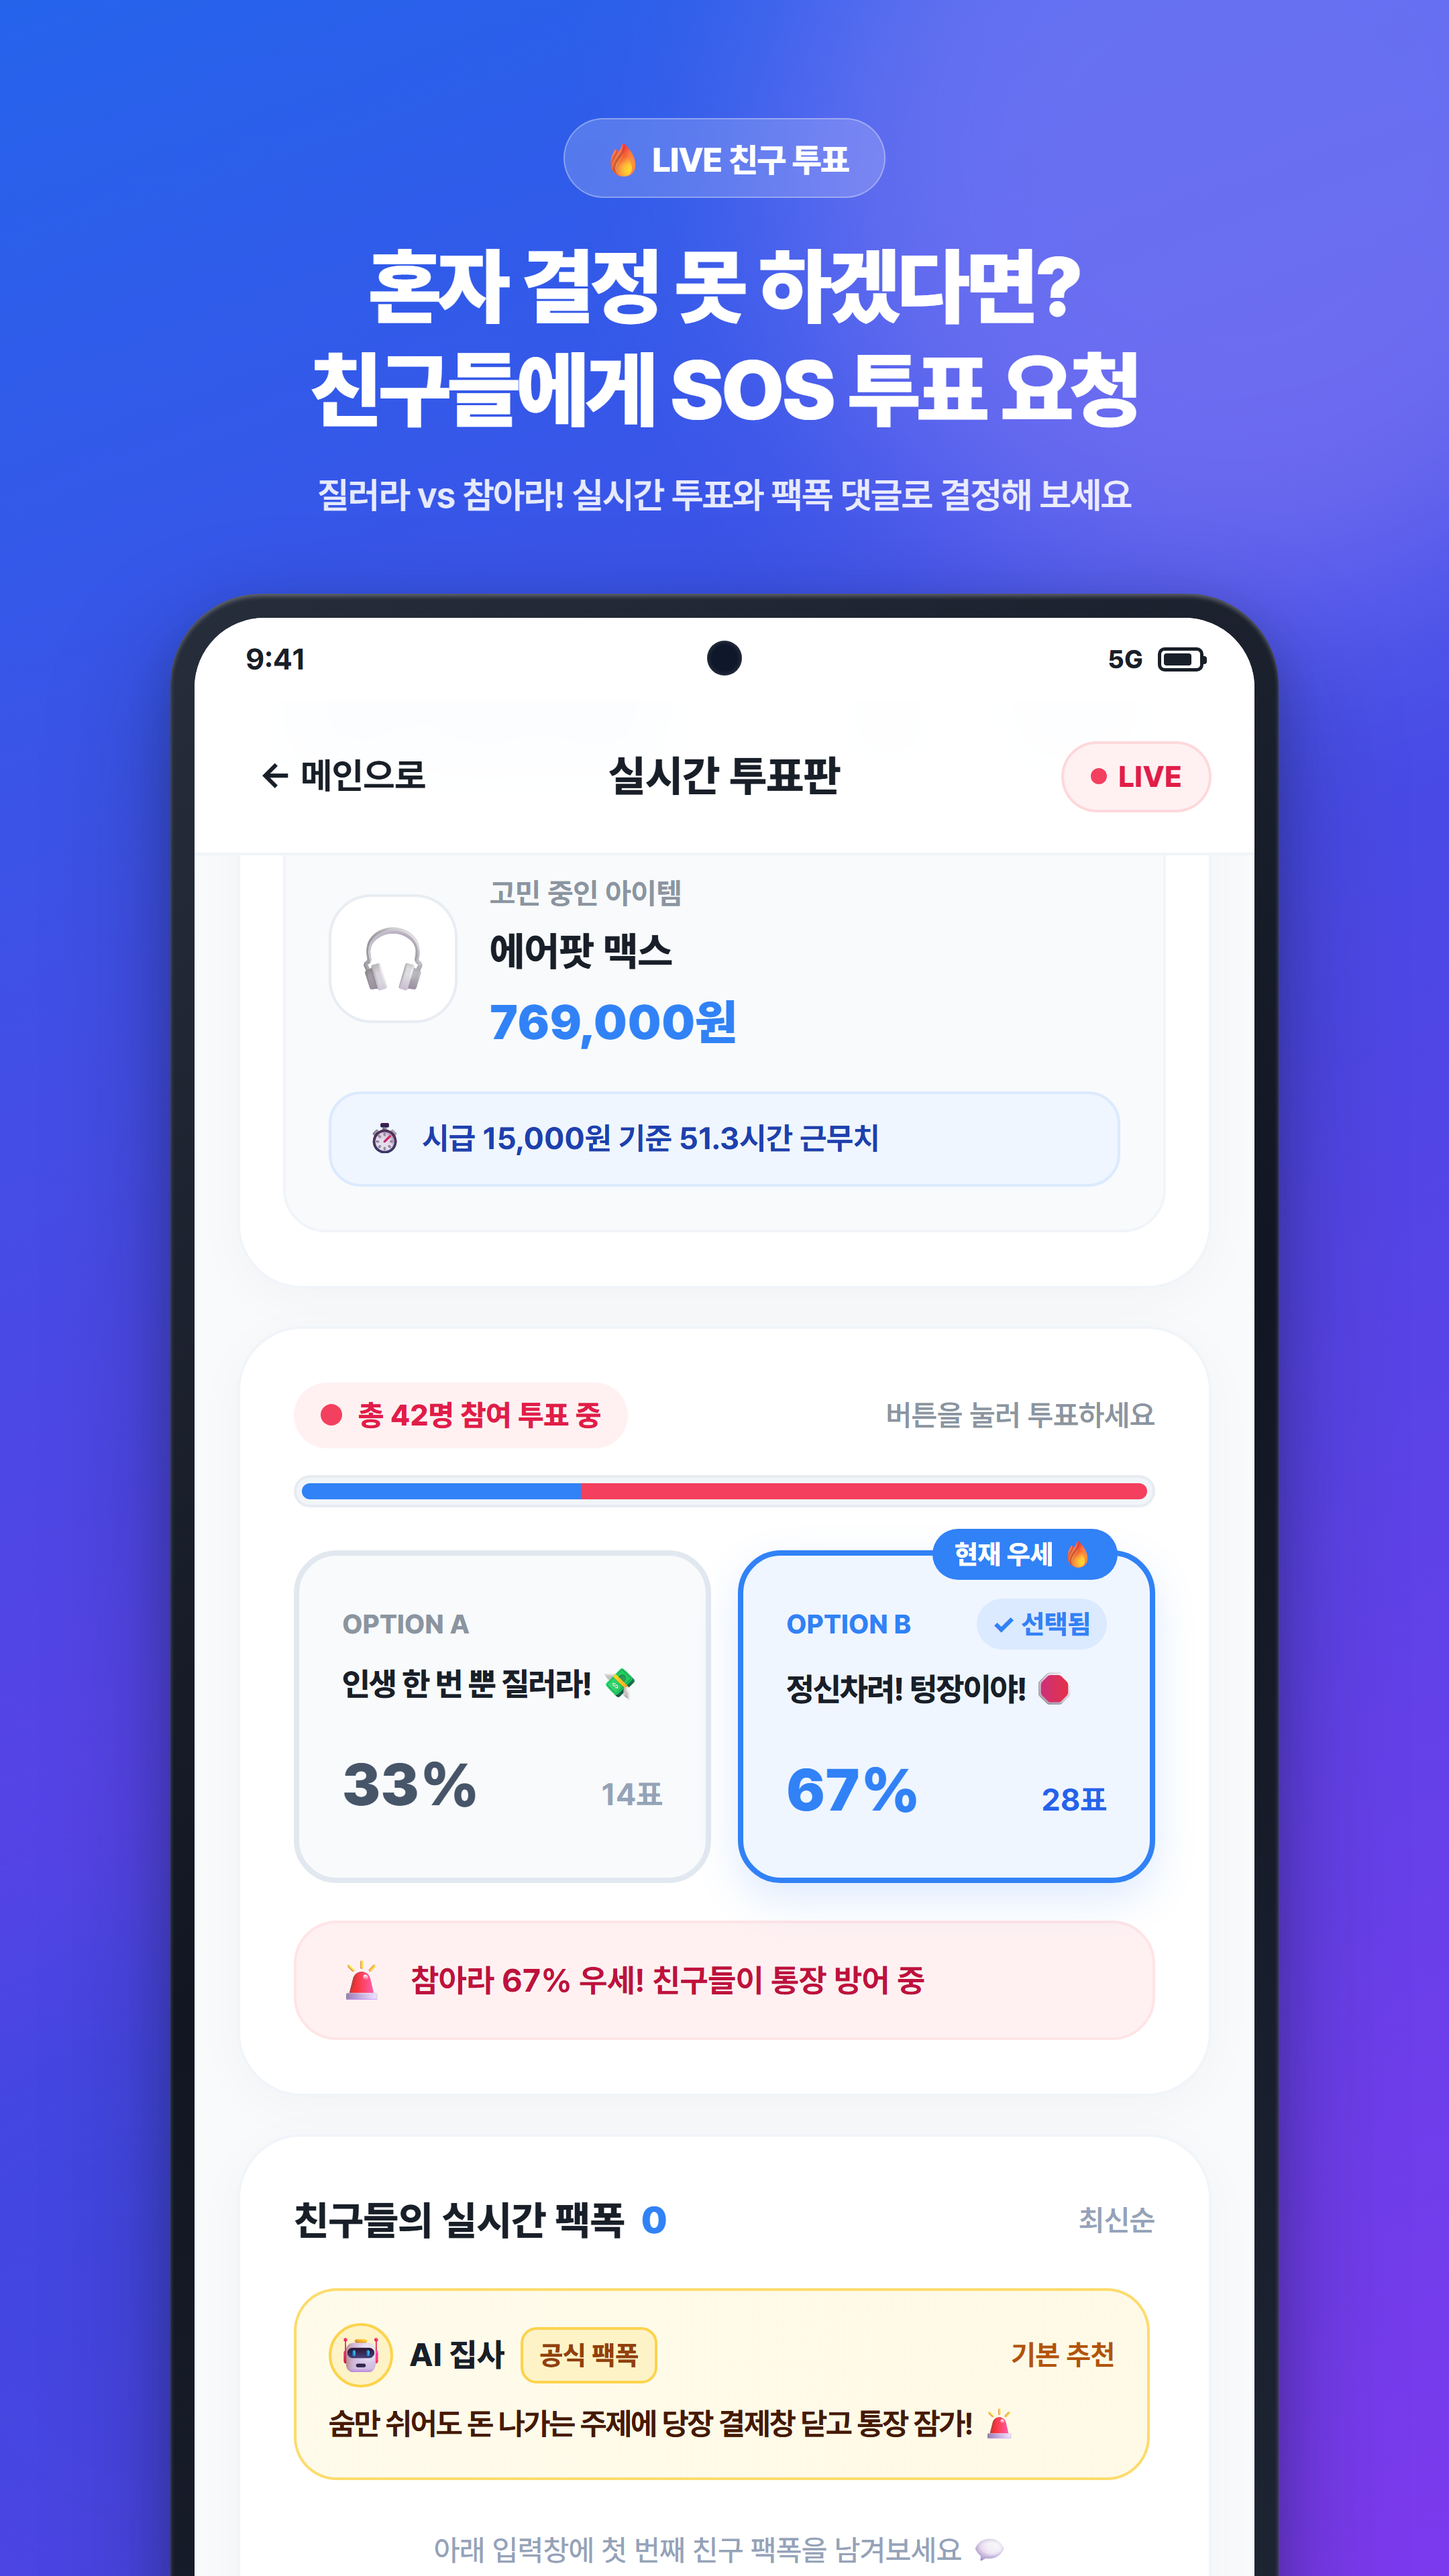 🔥 LIVE 친구 투표
혼자 결정 못 하겠다면?
친구들에게 SOS 투표 요청
질러라 vs 참아라! 실시간 투표와 팩폭 댓글로 결정해 보세요
9:41
5G
← 메인으로
실시간 투표판
LIVE
고민 중인 아이템
에어팟 맥스
769,000원
⏱ 시급 15,000원 기준 51.3시간 근무치
총 42명 참여 투표 중
버튼을 눌러 투표하세요
현재 우세 🔥
OPTION A
인생 한 번 뿐 질러라! 💸
33%
14표
OPTION B
✓ 선택됨
정신차려! 텅장이야! 🛑
67%
28표
🚨 참아라 67% 우세! 친구들이 통장 방어 중
친구들의 실시간 팩폭 0
최신순
AI 집사
공식 팩폭
기본 추천
숨만 쉬어도 돈 나가는 주제에 당장 결제창 닫고 통장 잠가! 🚨
아래 입력창에 첫 번째 친구 팩폭을 남겨보세요 💬